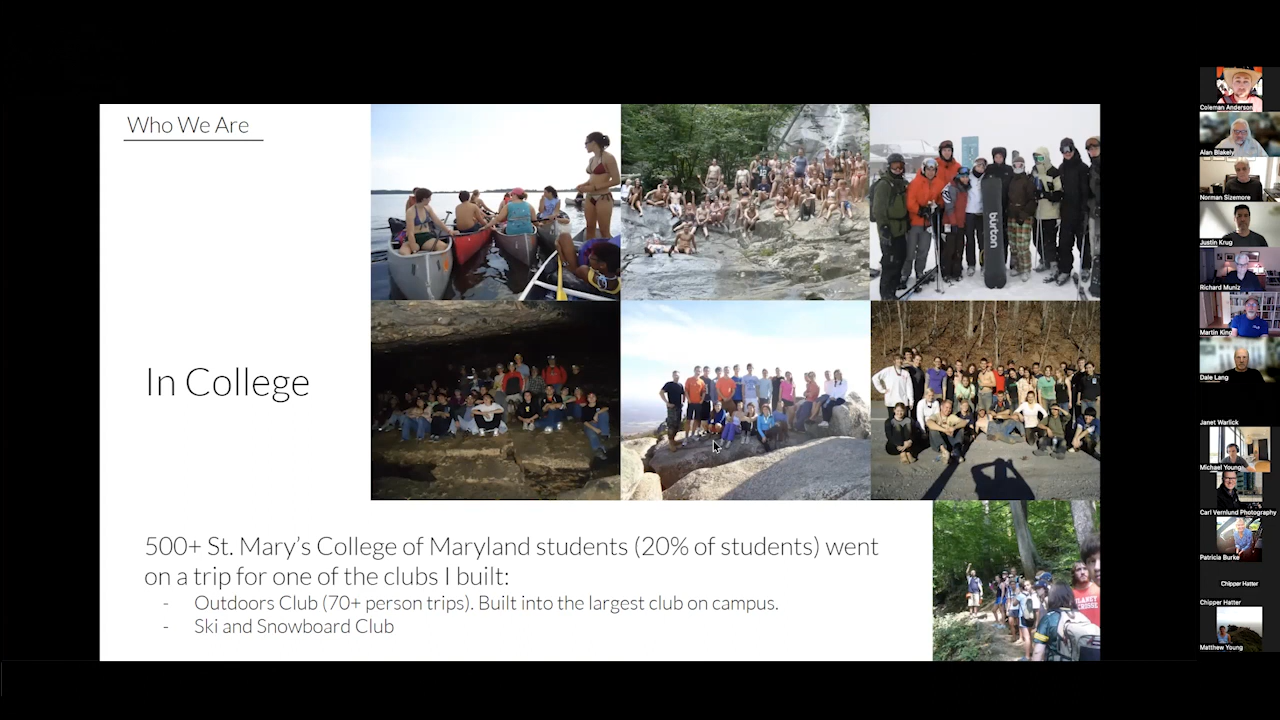 Who We Are
In College
burton
500+ St. Mary's College of Maryland students (20% of students) went
on a trip for one of the clubs I built:
- Outdoors Club (70+ person trips). Built into the largest club on campus.
- Ski and Snowboard Club
Coleman Anderson
Alan Blakely
Norman Sizemore
Justin Krug
Richard Muniz
Martin King
Dale Lang
Janet Warlick
Michael Young
Carl Vernlund Photography
Patricia Burke
Chipper Hatter
Chipper Hatter
Matthew Young